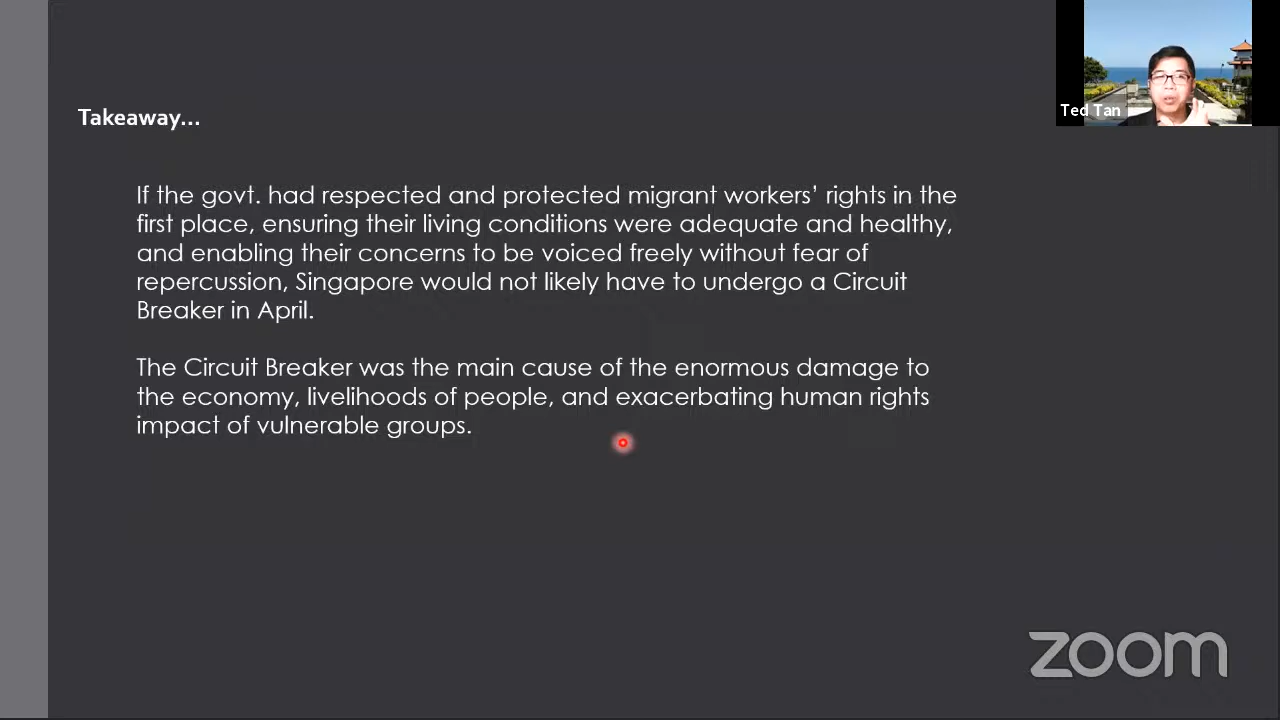 Ted Tan
Takeaway...
If the govt. had respected and protected migrant workers’ rights in the
first place, ensuring their living conditions were adequate and healthy,
and enabling their concerns to be voiced freely without fear of
repercussion, Singapore would not likely have to undergo a Circuit
Breaker in April.
The Circuit Breaker was the main cause of the enormous damage to
the economy, livelihoods of people, and exacerbating human rights
impact of vulnerable groups.
zoom